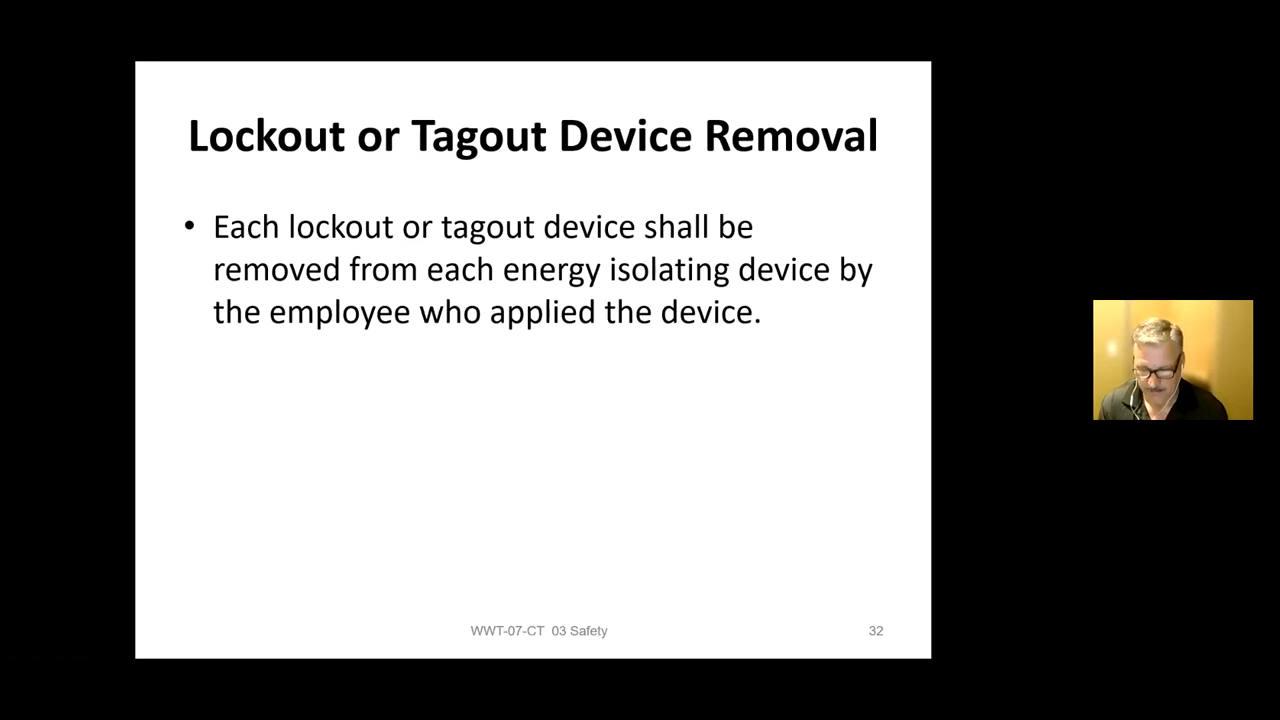 Lockout or Tagout Device Removal
• Each lockout or tagout device shall be
removed from each energy isolating device by
the employee who applied the device.
WWT-07-CT 03 Safety
32